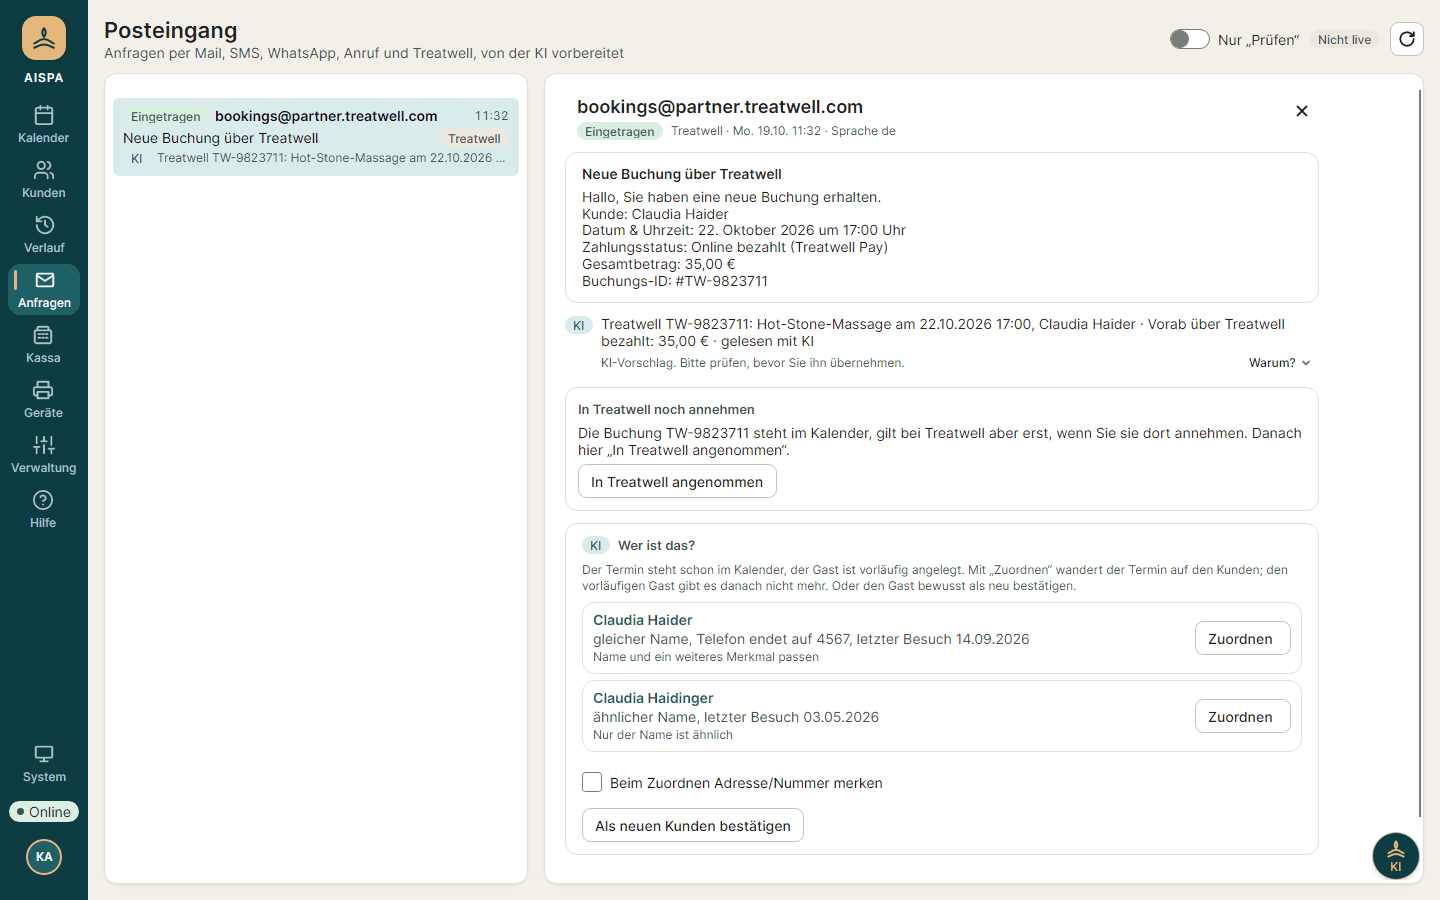 AISPA
Kalender
Kunden
Verlauf
Anfragen
Kassa
Geräte
Verwaltung
Hilfe
System
Online
KA
Posteingang
Anfragen per Mail, SMS, WhatsApp, Anruf und Treatwell, von der KI vorbereitet
Nur „Prüfen“
Nicht live
Eingetragen bookings@partner.treatwell.com 11:32
Neue Buchung über Treatwell Treatwell
KI Treatwell TW-9823711: Hot-Stone-Massage am 22.10.2026 ...
bookings@partner.treatwell.com
Eingetragen Treatwell · Mo. 19.10. 11:32 · Sprache de
Neue Buchung über Treatwell
Hallo, Sie haben eine neue Buchung erhalten.
Kunde: Claudia Haider
Datum & Uhrzeit: 22. Oktober 2026 um 17:00 Uhr
Zahlungsstatus: Online bezahlt (Treatwell Pay)
Gesamtbetrag: 35,00 €
Buchungs-ID: #TW-9823711
KI Treatwell TW-9823711: Hot-Stone-Massage am 22.10.2026 17:00, Claudia Haider · Vorab über Treatwell
bezahlt: 35,00 € · gelesen mit KI
KI-Vorschlag. Bitte prüfen, bevor Sie ihn übernehmen. Warum?
In Treatwell noch annehmen
Die Buchung TW-9823711 steht im Kalender, gilt bei Treatwell aber erst, wenn Sie sie dort annehmen. Danach
hier „In Treatwell angenommen“.
In Treatwell angenommen
KI Wer ist das?
Der Termin steht schon im Kalender, der Gast ist vorläufig angelegt. Mit „Zuordnen“ wandert der Termin auf den Kunden; den
vorläufigen Gast gibt es danach nicht mehr. Oder den Gast bewusst als neu bestätigen.
Claudia Haider
gleicher Name, Telefon endet auf 4567, letzter Besuch 14.09.2026
Name und ein weiteres Merkmal passen
Zuordnen
Claudia Haidinger
ähnlicher Name, letzter Besuch 03.05.2026
Nur der Name ist ähnlich
Zuordnen
Beim Zuordnen Adresse/Nummer merken
Als neuen Kunden bestätigen
KI